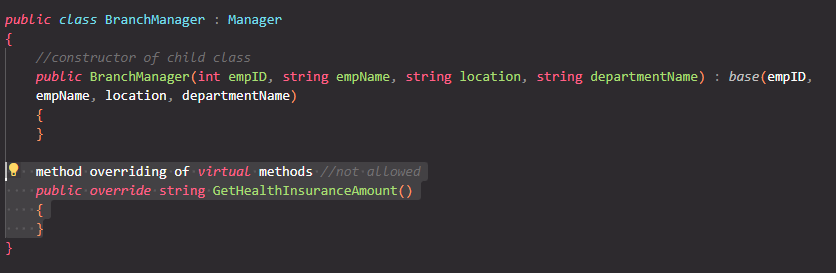 public class BranchManager : Manager
{
//constructor of child class
public BranchManager(int empID, string empName, string location, string departmentName) : base(empID,
empName, location, departmentName)
{
}
method overriding of virtual methods //not allowed
public override string GetHealthInsuranceAmount()
{
}
}